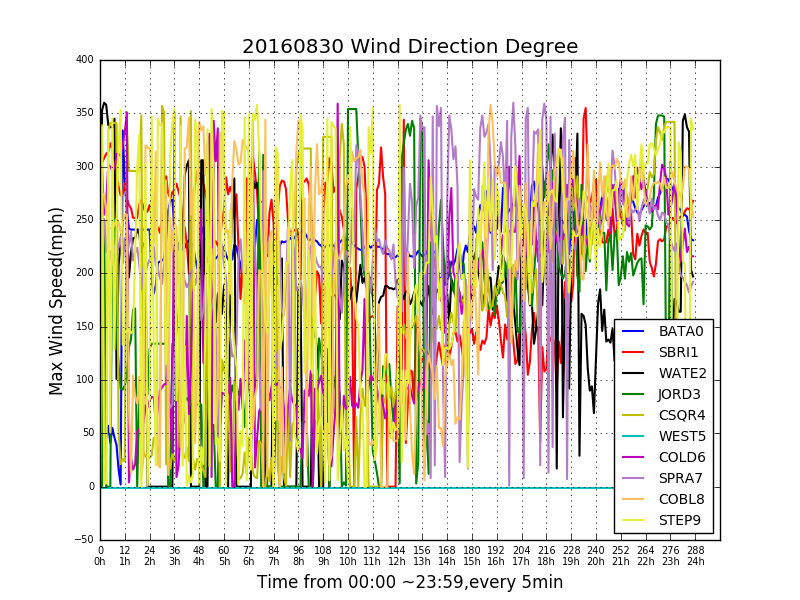 20160830 Wind Direction Degree
400
350
300
250
200
150
100
50
0
−50
Max Wind Speed(mph)
BATA0
SBRI1
WATE2
JORD3
CSQR4
WEST5
COLD6
SPRA7
COBL8
STEP9
0 12 24 36 48 60 72 84 96 108 120 132 144 156 168 180 192 204 216 228 240 252 264 276 288
0h 1h 2h 3h 4h 5h 6h 7h 8h 9h 10h 11h 12h 13h 14h 15h 16h 17h 18h 19h 20h 21h 22h 23h 24h
Time from 00:00 ~23:59,every 5min